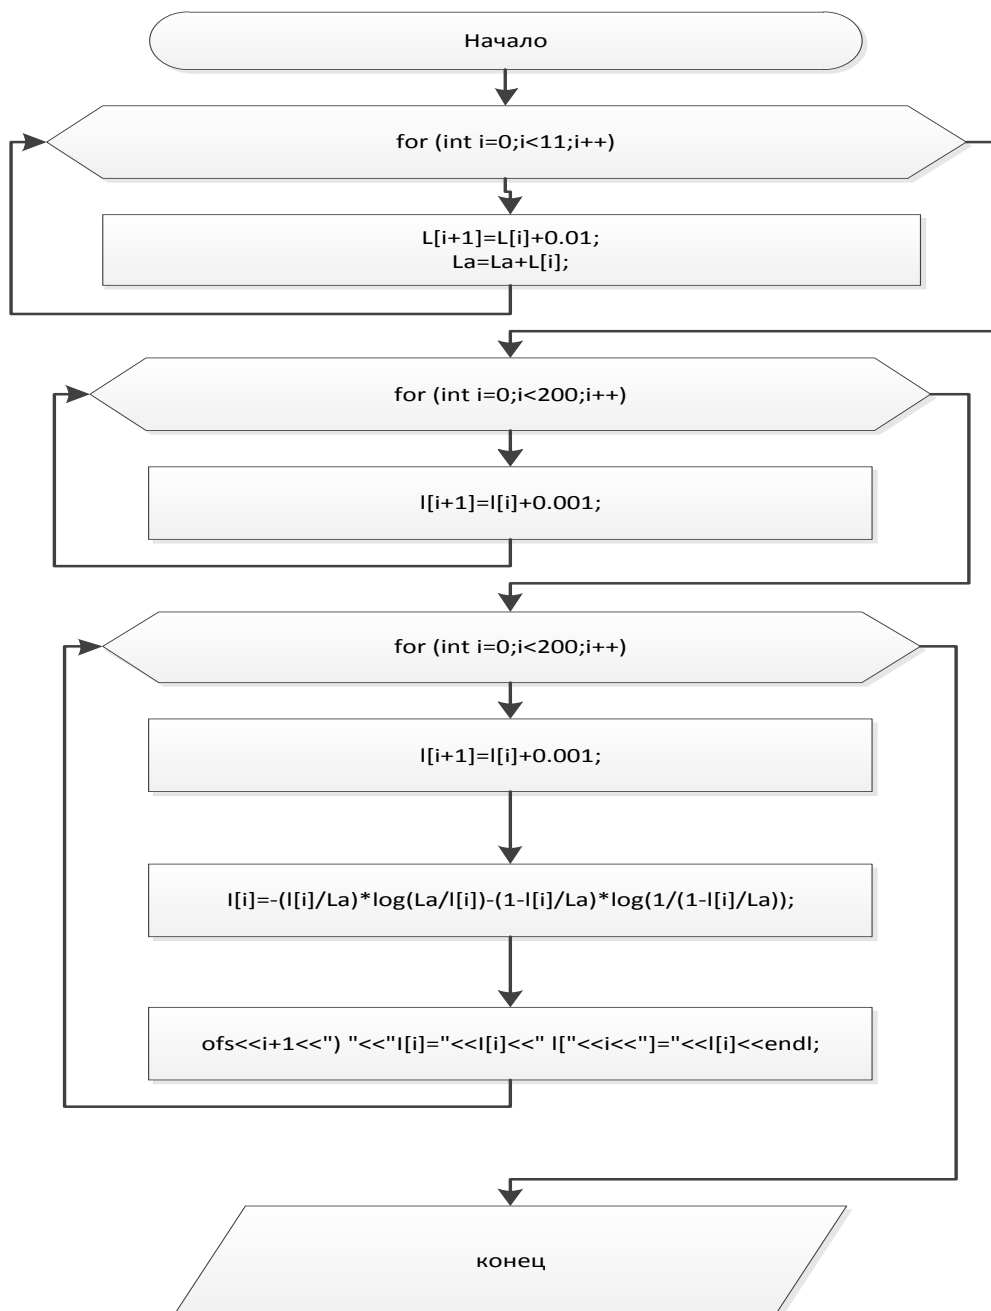 Начало
for (int i=0;i<11;i++)
L[i+1]=L[i]+0.01;
La=La+L[i];
for (int i=0;i<200;i++)
l[i+1]=l[i]+0.001;
for (int i=0;i<200;i++)
l[i+1]=l[i]+0.001;
I[i]=-(l[i]/La)*log(La/l[i])-(1-l[i]/La)*log(1/(1-l[i]/La));
ofs<<i+1<<") "<<"I[i]="<<I[i]<<" l["<<i<<"]="<<l[i]<<endl;
конец